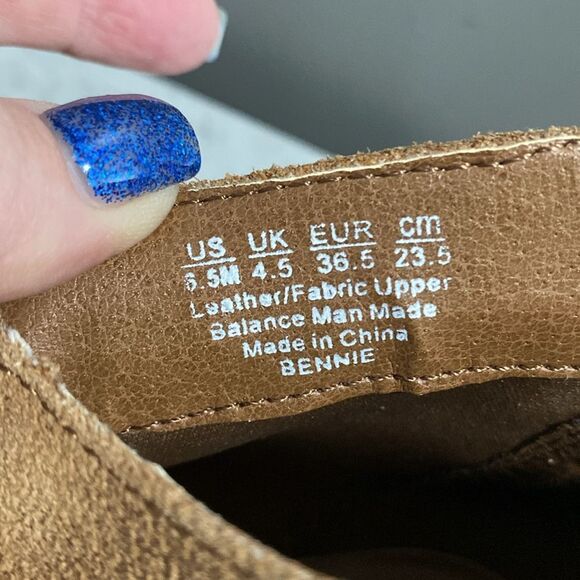 US UK EUR cm
6.5M 4.5 36.5 23.5
Leather/Fabric Upper
Balance Man Made
Made in China
BENNIE